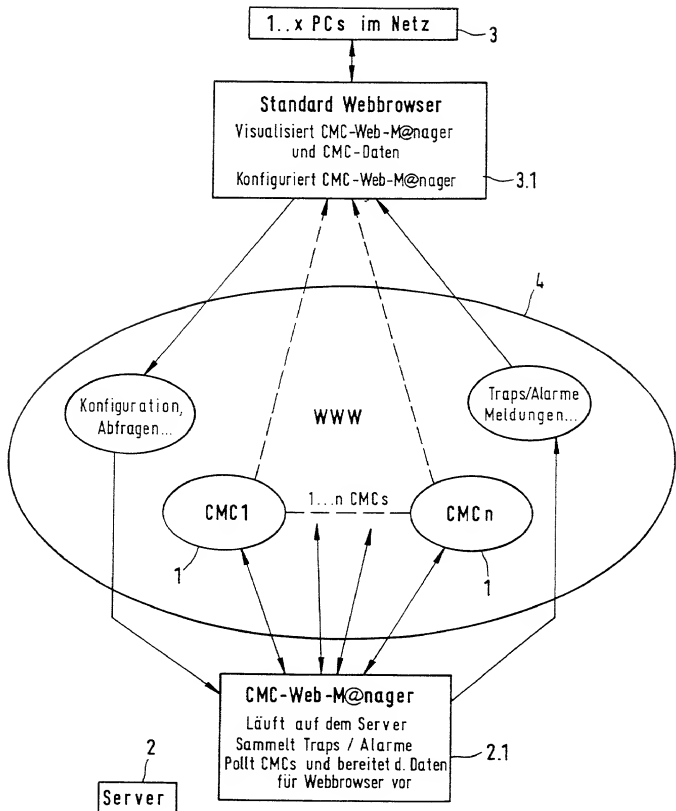 1..x PCs im Netz
3
Standard Webbrowser
Visualisiert CMC-Web-M@nager
und CMC-Daten
Konfiguriert CMC-Web-M@nager
3.1
4
Konfiguration,
Abfragen...
WWW
Traps/Alarme
Meldungen...
CMC1
1...n CMCs
CMCn
1
1
CMC-Web-M@nager
Läuft auf dem Server
Sammelt Traps / Alarme
Pollt CMCs und bereitet d. Daten
für Webbrowser vor
2.1
2
Server